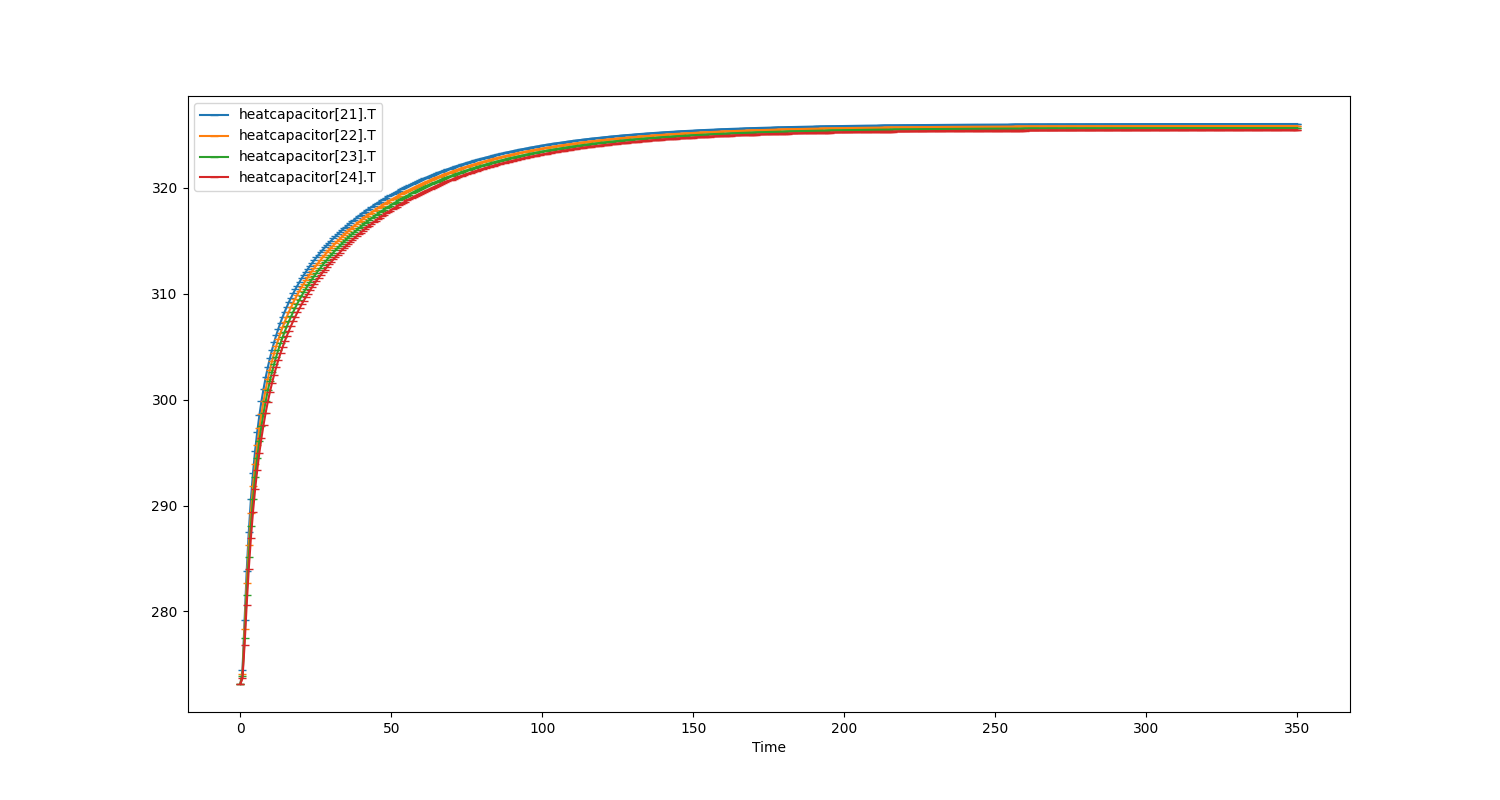 heatcapacitor[21].T
heatcapacitor[22].T
heatcapacitor[23].T
heatcapacitor[24].T
320
310
300
290
280
0 50 100 150 200 250 300 350
Time